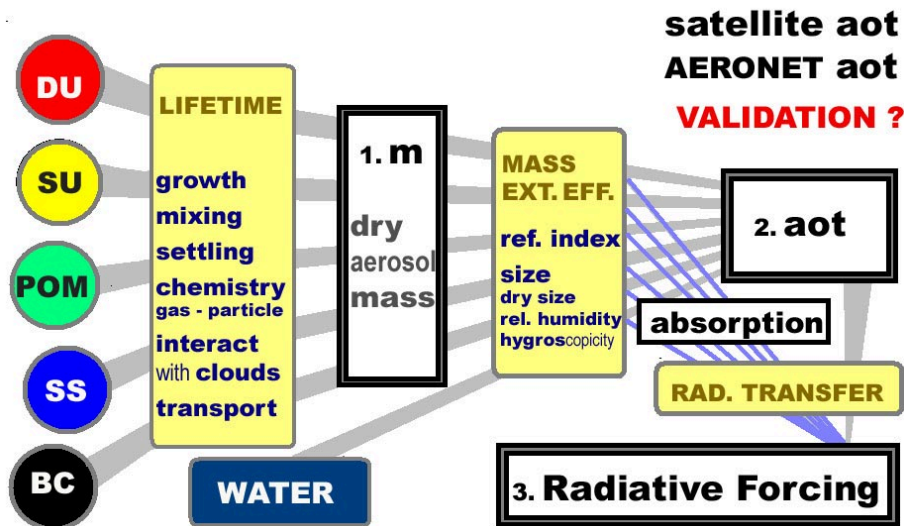 satellite aot
AERONET aot
VALIDATION ?
DU
SU
POM
SS
BC
LIFETIME
growth
mixing
settling
chemistry
gas - particle
interact
with clouds
transport
WATER
1. m
dry
aerosol
mass
MASS
EXT. EFF.
ref. index
size
dry size
rel. humidity
hygroscopicity
2. aot
absorption
RAD. TRANSFER
3. Radiative Forcing